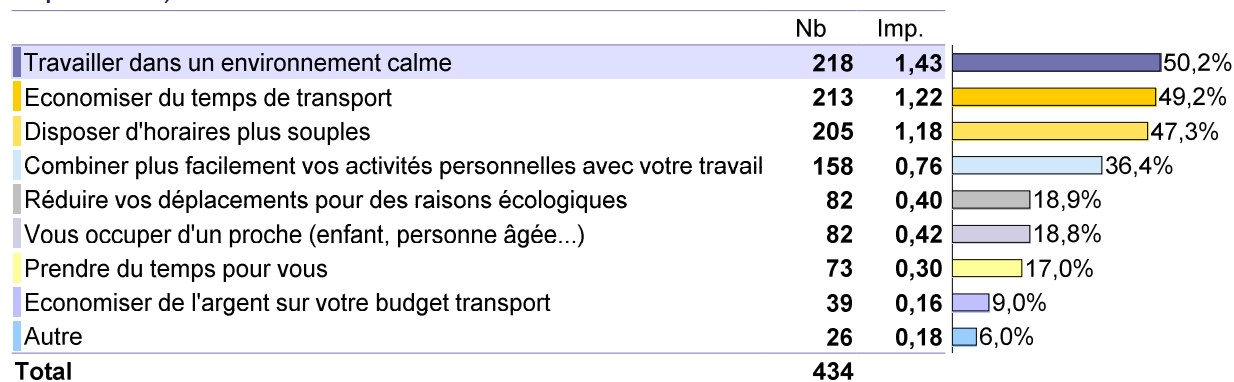 Nb Imp.
Travailler dans un environnement calme 218 1,43 50,2%
Economiser du temps de transport 213 1,22 49,2%
Disposer d'horaires plus souples 205 1,18 47,3%
Combiner plus facilement vos activités personnelles avec votre travail 158 0,76 36,4%
Réduire vos déplacements pour des raisons écologiques 82 0,40 18,9%
Vous occuper d'un proche (enfant, personne âgée...) 82 0,42 18,8%
Prendre du temps pour vous 73 0,30 17,0%
Economiser de l'argent sur votre budget transport 39 0,16 9,0%
Autre 26 0,18 6,0%
Total 434